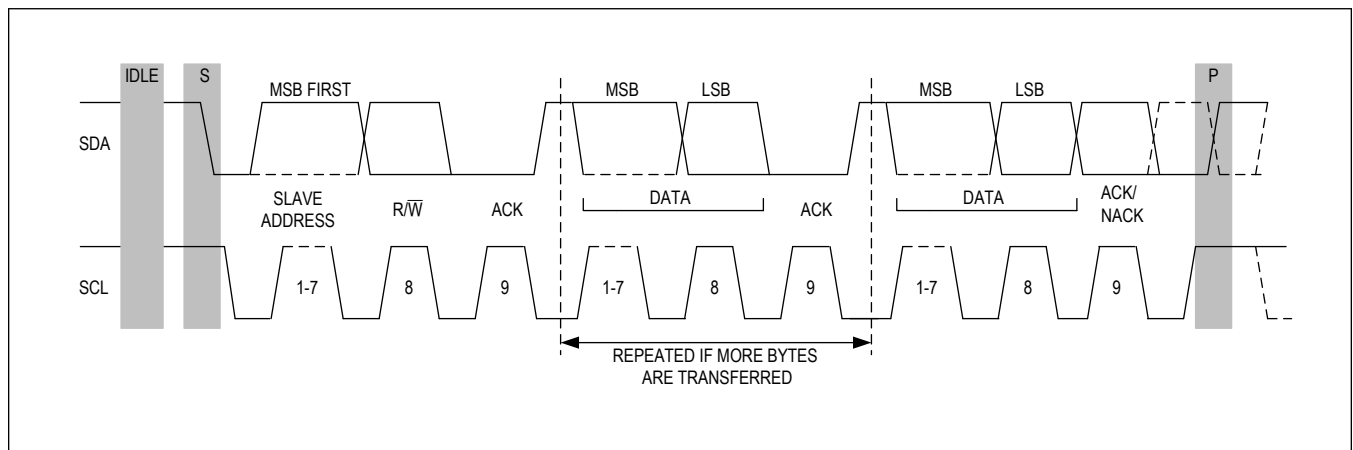 IDLE
S
MSB FIRST
MSB
LSB
MSB
LSB
P
SDA
SLAVE
ADDRESS
R/W̅
ACK
DATA
ACK
DATA
ACK/
NACK
SCL
1-7
8
9
1-7
8
9
1-7
8
9
REPEATED IF MORE BYTES
ARE TRANSFERRED